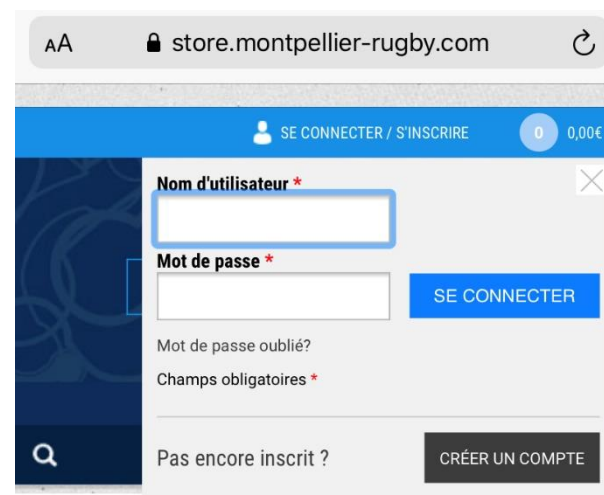 AA
store.montpellier-rugby.com
SE CONNECTER / S'INSCRIRE
0
0,00€
Nom d'utilisateur *
Mot de passe *
SE CONNECTER
Mot de passe oublié?
Champs obligatoires *
Pas encore inscrit ?
CRÉER UN COMPTE